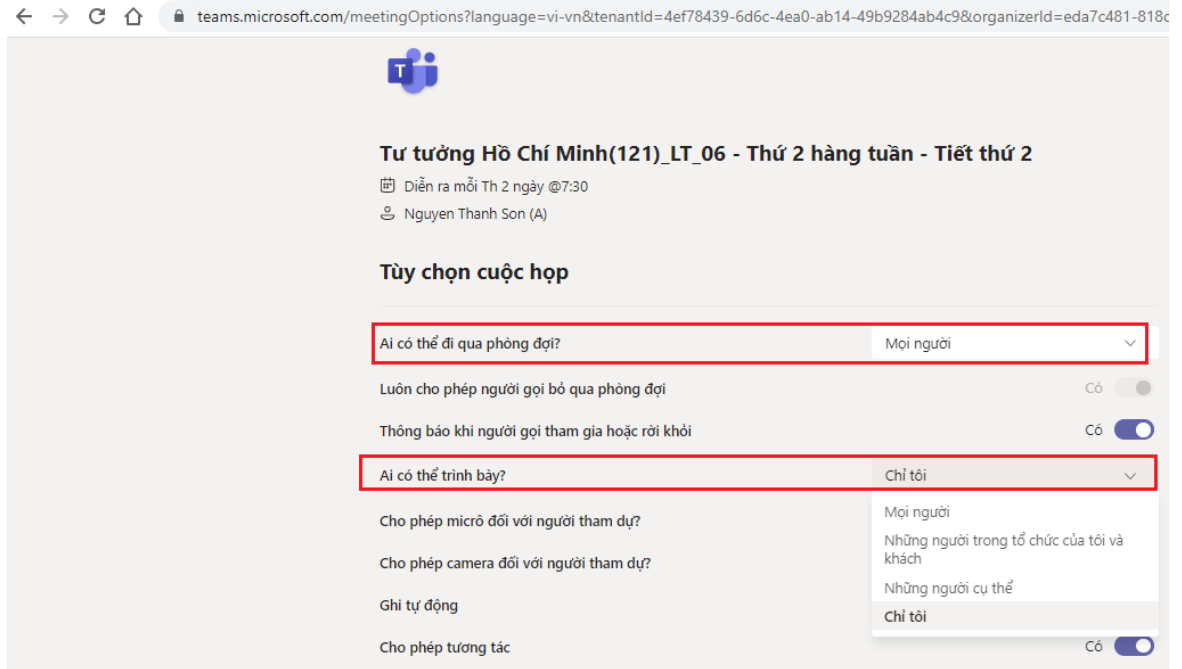 teams.microsoft.com/meetingOptions?language=vi-vn&tenantId=4ef78439-6d6c-4ea0-ab14-49b9284ab4c9&organizerId=eda7c481-818c
T
Tư tưởng Hồ Chí Minh(121)_LT_06 - Thứ 2 hàng tuần - Tiết thứ 2
Diễn ra mỗi Th 2 ngày @7:30
Nguyen Thanh Son (A)
Tùy chọn cuộc họp
Ai có thể đi qua phòng đợi? Mọi người
Luôn cho phép người gọi bỏ qua phòng đợi Có
Thông báo khi người gọi tham gia hoặc rời khỏi Có
Ai có thể trình bày? Chỉ tôi
Mọi người
Cho phép micrô đối với người tham dự?
Những người trong tổ chức của tôi và
khách
Cho phép camera đối với người tham dự?
Những người cụ thể
Ghi tự động
Chỉ tôi
Cho phép tương tác Có